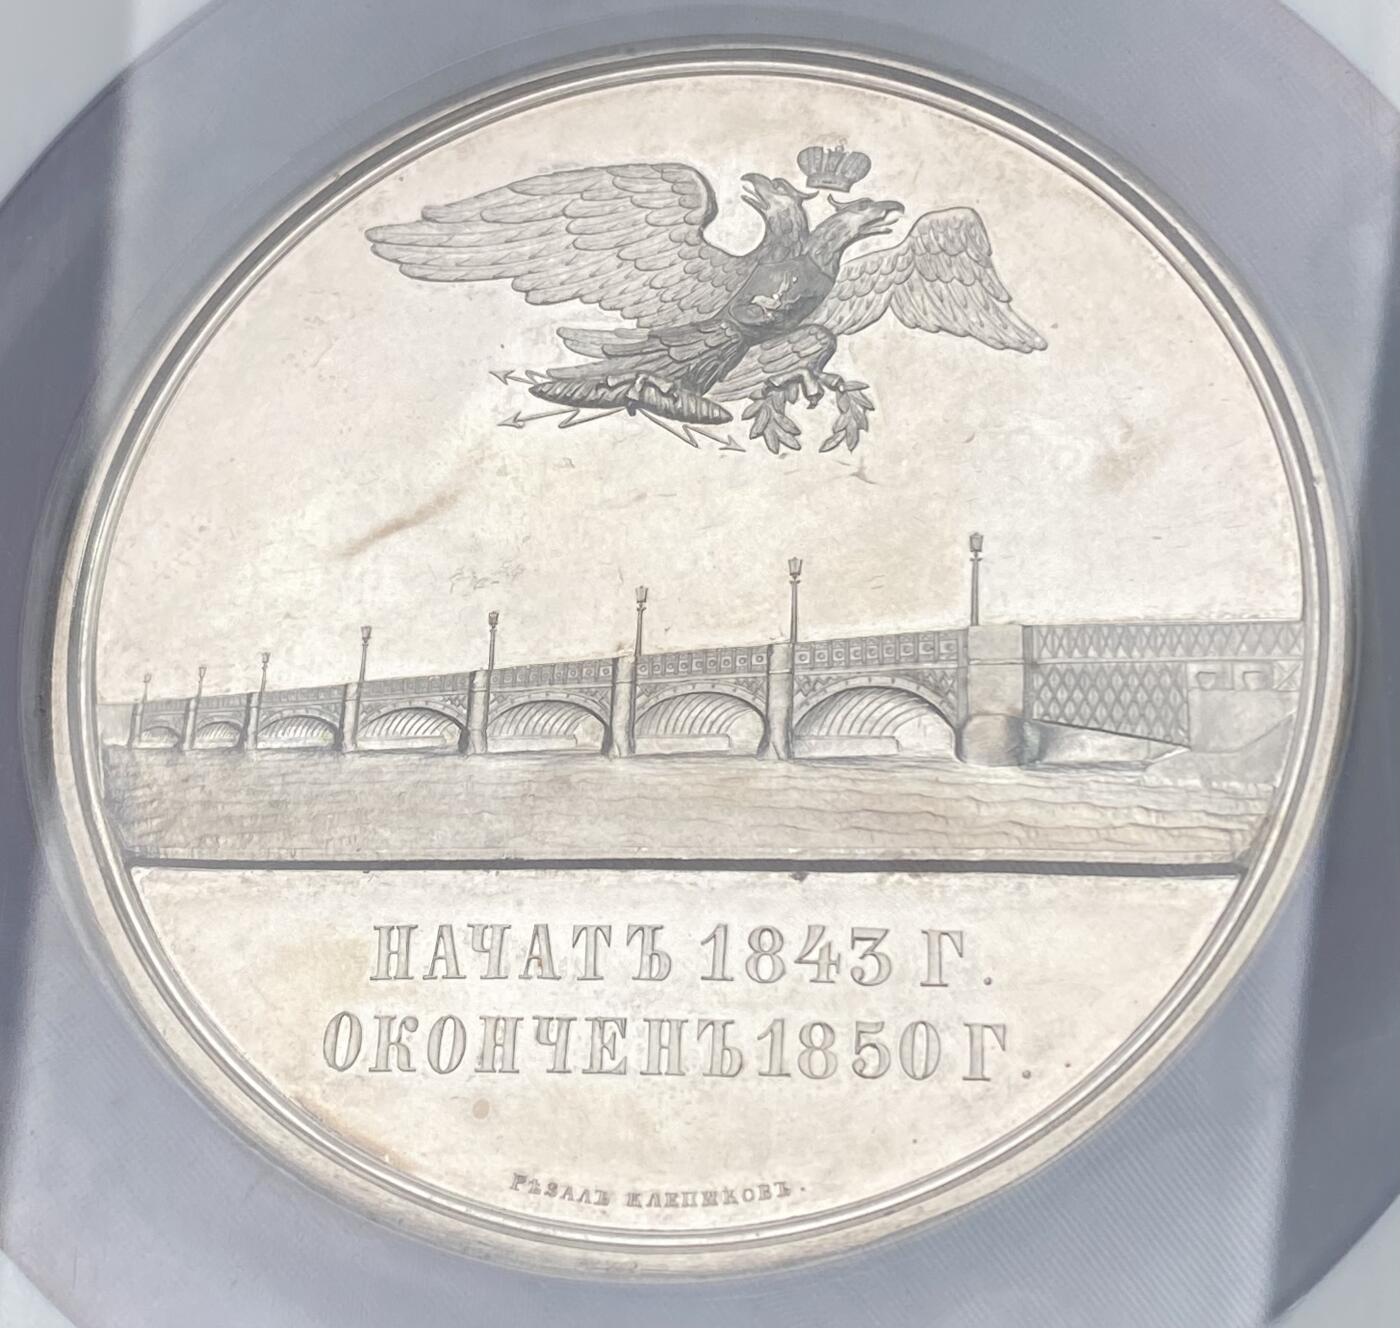 НАЧАТЪ 1843 Г.
ОКОНЧЕНЪ 1850 Г.
РѢЗАЛЪ КЛЕПИКОВЪ.